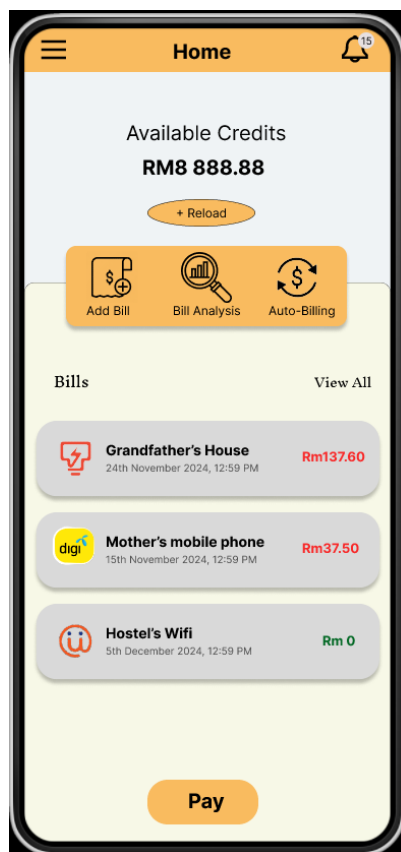 Home
15
Available Credits
RM8 888.88
+ Reload
$ $
Add Bill Bill Analysis Auto-Billing
Bills View All
Grandfather's House
24th November 2024, 12:59 PM
Rm137.60
digi
Mother's mobile phone
15th November 2024, 12:59 PM
Rm37.50
Hostel's Wifi
5th December 2024, 12:59 PM
Rm 0
Pay